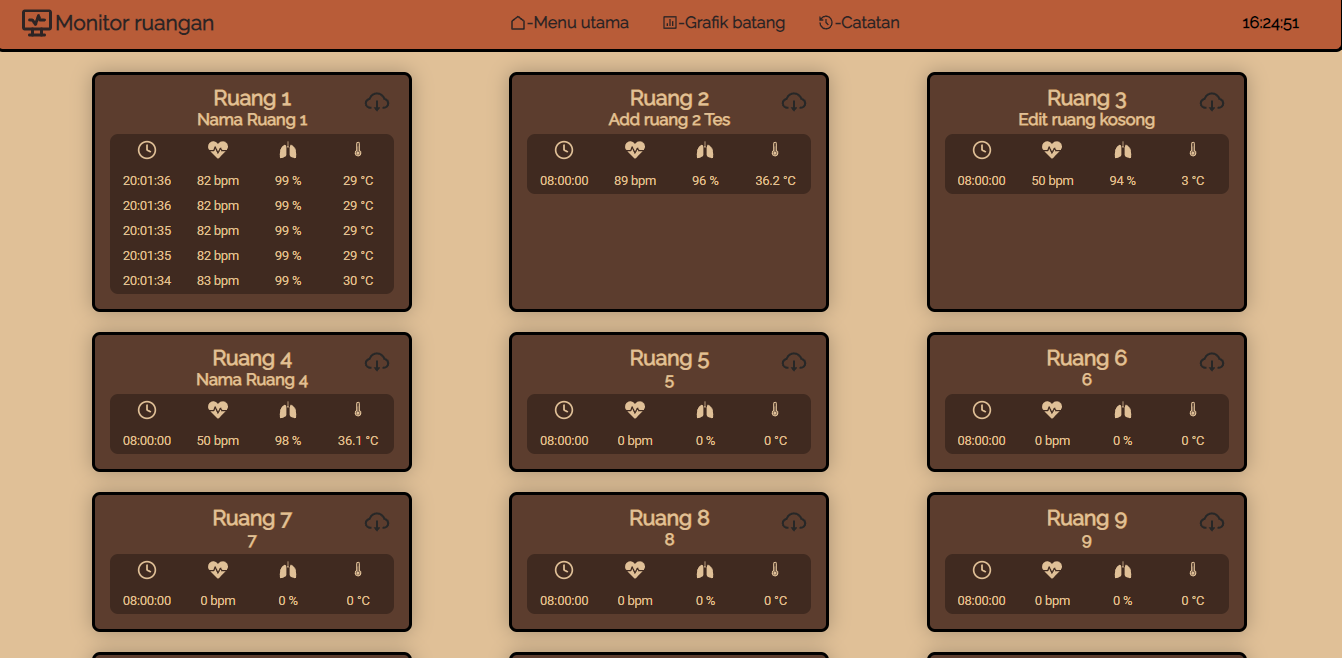 Monitor ruangan -Menu utama -Grafik batang -Catatan 16:24:51
Ruang 1
Nama Ruang 1
20:01:36 82 bpm 99 % 29 °C
20:01:36 82 bpm 99 % 29 °C
20:01:35 82 bpm 99 % 29 °C
20:01:35 82 bpm 99 % 29 °C
20:01:34 83 bpm 99 % 30 °C
Ruang 2
Add ruang 2 Tes
08:00:00 89 bpm 96 % 36.2 °C
Ruang 3
Edit ruang kosong
08:00:00 50 bpm 94 % 3 °C
Ruang 4
Nama Ruang 4
08:00:00 50 bpm 98 % 36.1 °C
Ruang 5
5
08:00:00 0 bpm 0 % 0 °C
Ruang 6
6
08:00:00 0 bpm 0 % 0 °C
Ruang 7
7
08:00:00 0 bpm 0 % 0 °C
Ruang 8
8
08:00:00 0 bpm 0 % 0 °C
Ruang 9
9
08:00:00 0 bpm 0 % 0 °C